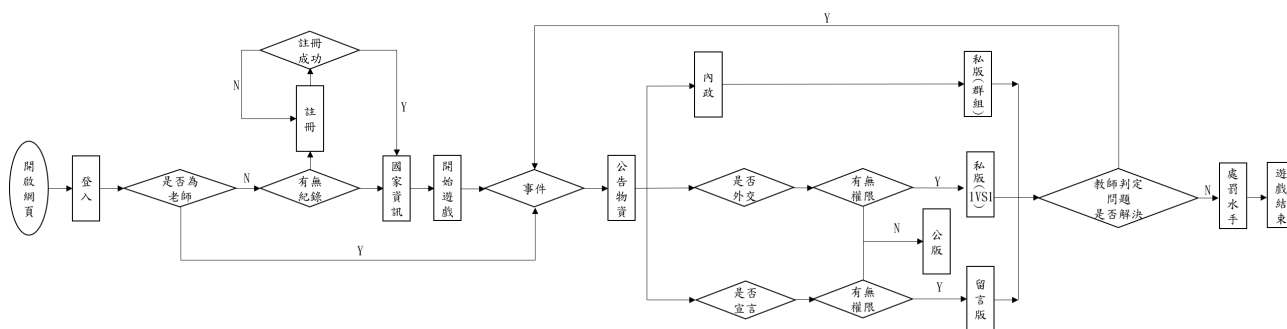 開啟網頁
登入
是否為
老師
N
Y
有無
紀錄
註冊
註冊
成功
N
Y
國家資訊
開始遊戲
事件
Y
公告物資
內政
私版(群組)
是否
外交
有無
權限
Y
私版(1VS1)
N
公版
是否
宣言
有無
權限
Y
留言版
教師判定
問題
是否解決
N
處罰水手
遊戲結束